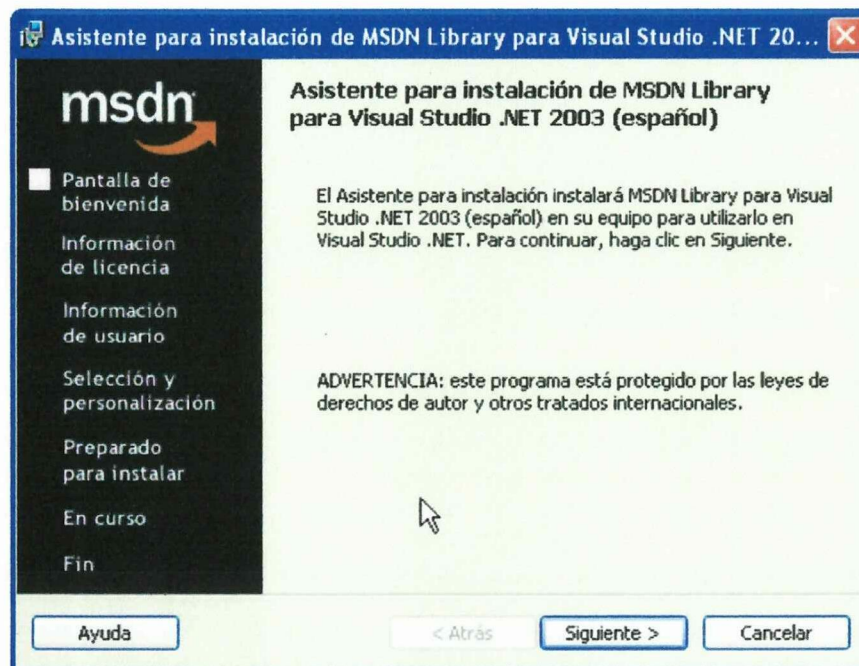 Asistente para instalación de MSDN Library para Visual Studio .NET 20...
msdn
Pantalla de
bienvenida
Información
de licencia
Información
de usuario
Selección y
personalización
Preparado
para instalar
En curso
Fin
Asistente para instalación de MSDN Library
para Visual Studio .NET 2003 (español)
El Asistente para instalación instalará MSDN Library para Visual
Studio .NET 2003 (español) en su equipo para utilizarlo en
Visual Studio .NET. Para continuar, haga clic en Siguiente.
ADVERTENCIA: este programa está protegido por las leyes de
derechos de autor y otros tratados internacionales.
Ayuda
< Atrás
Siguiente >
Cancelar